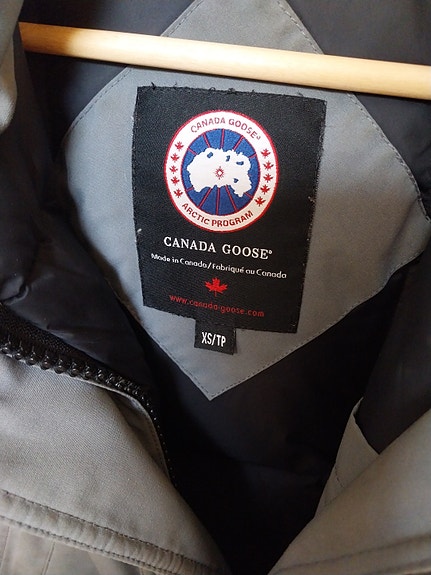 CANADA GOOSE®
ARCTIC PROGRAM
CANADA GOOSE®
Made in Canada/Fabriqué au Canada
www.canada-goose.com
XS/TP